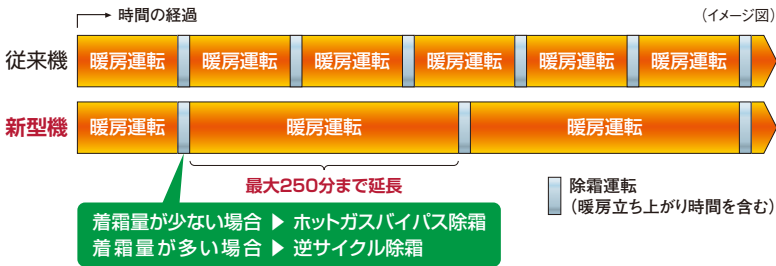 時間の経過
(イメージ図)
従来機 暖房運転 暖房運転 暖房運転 暖房運転 暖房運転 暖房運転
新型機 暖房運転 暖房運転 暖房運転
最大250分まで延長
除霜運転
(暖房立ち上がり時間を含む)
着霜量が少ない場合 ▶ ホットガスバイパス除霜
着霜量が多い場合 ▶ 逆サイクル除霜